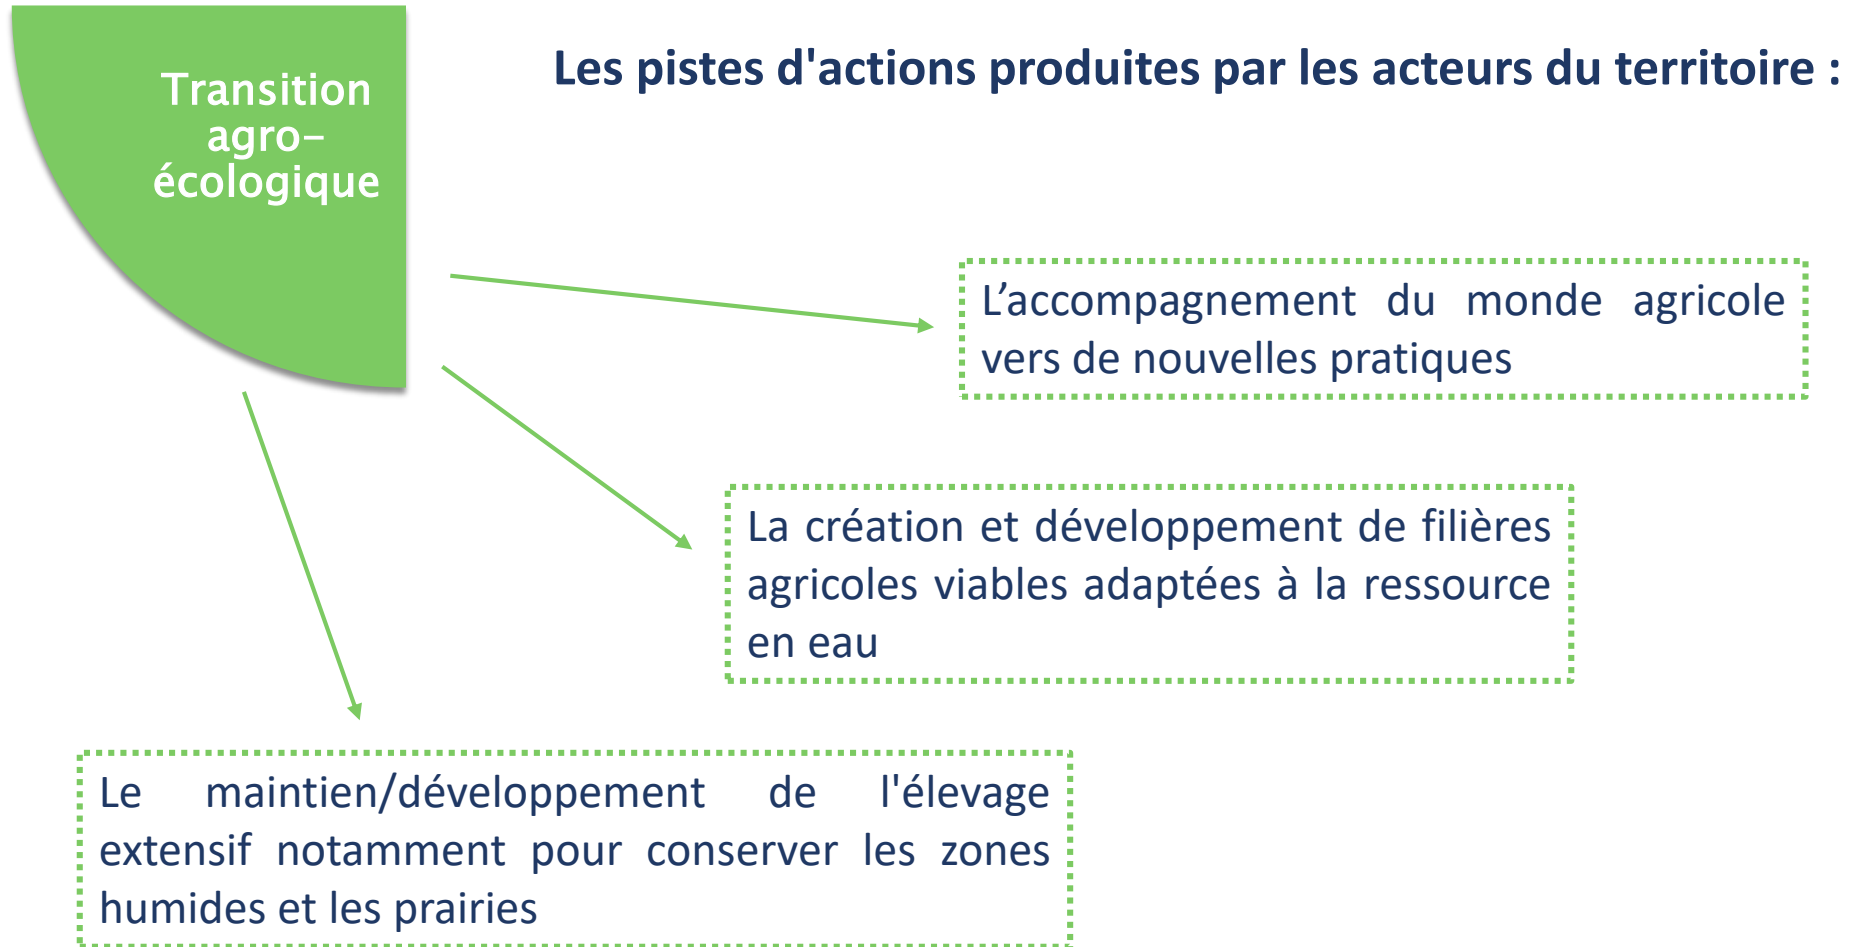 Transition
agro-
écologique
Les pistes d'actions produites par les acteurs du territoire :
L’accompagnement du monde agricole
vers de nouvelles pratiques
La création et développement de filières
agricoles viables adaptées à la ressource
en eau
Le maintien/développement de l'élevage
extensif notamment pour conserver les zones
humides et les prairies